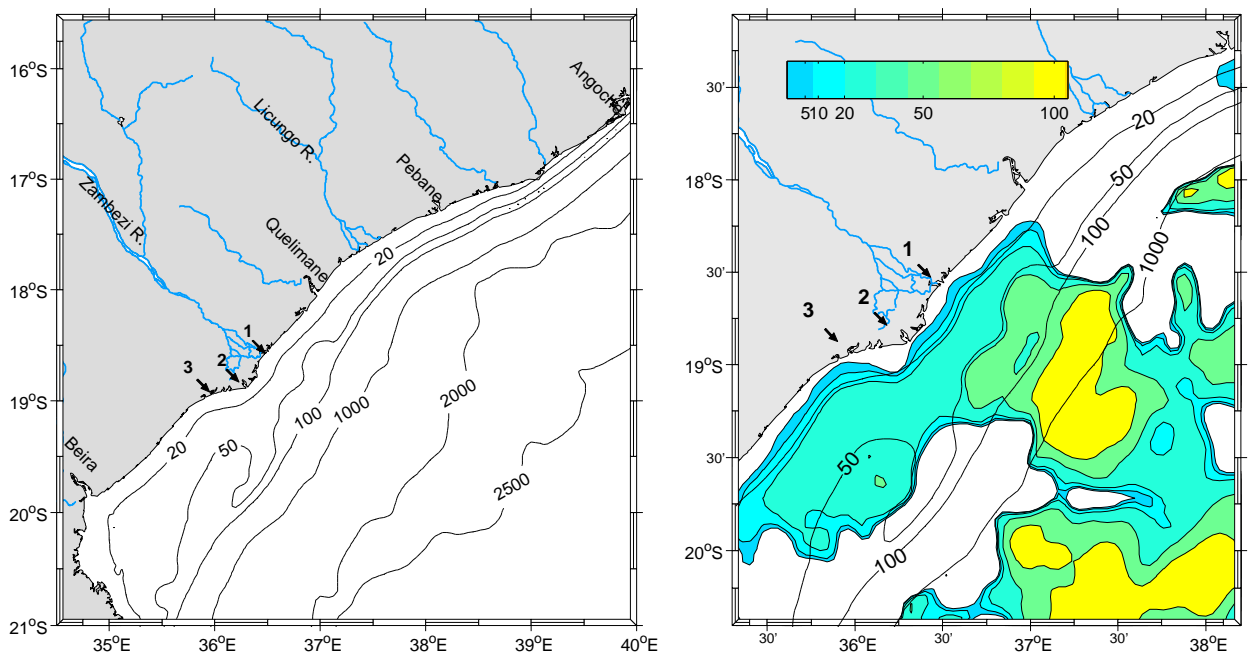 16°S
17°S
18°S
19°S
20°S
21°S
35°E
36°E
37°E
38°E
39°E
40°E
Angoche
Licungo R.
Pebane
Zambezi R.
Quelimane
Beira
1
2
3
20
20
50
100
1000
2000
2500
5 10 20 50 100
30'
18°S
30'
19°S
30'
20°S
30'
36°E
30'
37°E
30'
38°E
1
2
3
20
50
100
1000
50
100